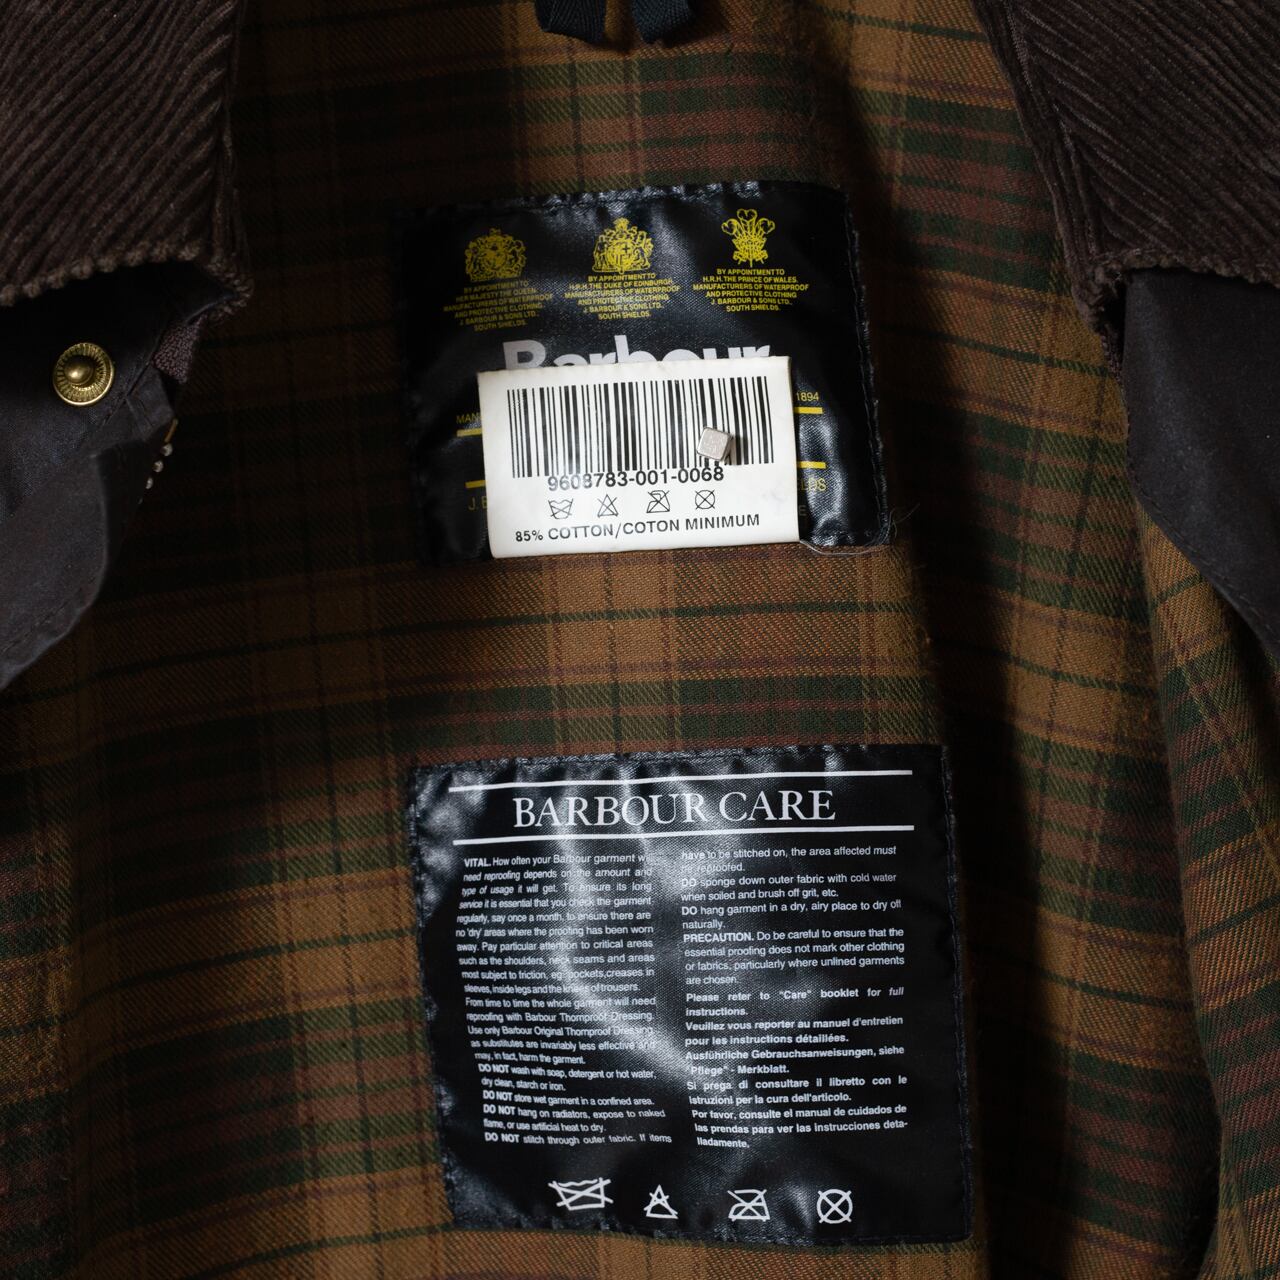 BY APPOINTMENT TO
HER MAJESTY THE QUEEN.
MANUFACTURERS OF WATERPROOF
AND PROTECTIVE CLOTHING.
J. BARBOUR & SONS LTD.,
SOUTH SHIELDS.
BY APPOINTMENT TO
H.R.H. THE DUKE OF EDINBURGH.
MANUFACTURERS OF WATERPROOF
AND PROTECTIVE CLOTHING.
J. BARBOUR & SONS LTD.,
SOUTH SHIELDS.
BY APPOINTMENT TO
H.R.H. THE PRINCE OF WALES.
MANUFACTURERS OF WATERPROOF
AND PROTECTIVE CLOTHING.
J. BARBOUR & SONS LTD.,
SOUTH SHIELDS.
Barbour
1894
9608783-001-0068
85% COTTON/COTON MINIMUM
BARBOUR CARE
VITAL. How often your Barbour garment will
need reproofing depends on the amount and
type of usage it will get. To ensure its long
service it is essential that you check the garment
regularly, say once a month, to ensure there are
no 'dry' areas where the proofing has been worn
away. Pay particular attention to critical areas
such as the shoulders, neck seams and areas
most subject to friction, eg: pockets,creases in
sleeves, inside legs and the knees of trousers.
From time to time the whole garment will need
reproofing with Barbour Thornproof Dressing.
Use only Barbour Original Thornproof Dressing,
as substitutes are invariably less effective and
may, in fact, harm the garment.
DO NOT wash with soap, detergent or hot water,
dry clean, starch or iron.
DO NOT store wet garment in a confined area.
DO NOT hang on radiators, expose to naked
flame, or use artificial heat to dry.
DO NOT stitch through outer fabric. If items
have to be stitched on, the area affected must
be reproofed.
DO sponge down outer fabric with cold water
when soiled and brush off grit, etc.
DO hang garment in a dry, airy place to dry off
naturally.
PRECAUTION. Do be careful to ensure that the
essential proofing does not mark other clothing
or fabrics, particularly where unlined garments
are chosen.
Please refer to "Care" booklet for full
instructions.
Veuillez vous reporter au manuel d'entretien
pour les instructions détaillées.
Ausführliche Gebrauchsanweisungen, siehe
"Pflege" - Merkblatt.
Si prega di consultare il libretto con le
istruzioni per la cura dell'articolo.
Por favor, consulte el manual de cuidados de
las prendas para ver las instrucciones deta-
lladamente.